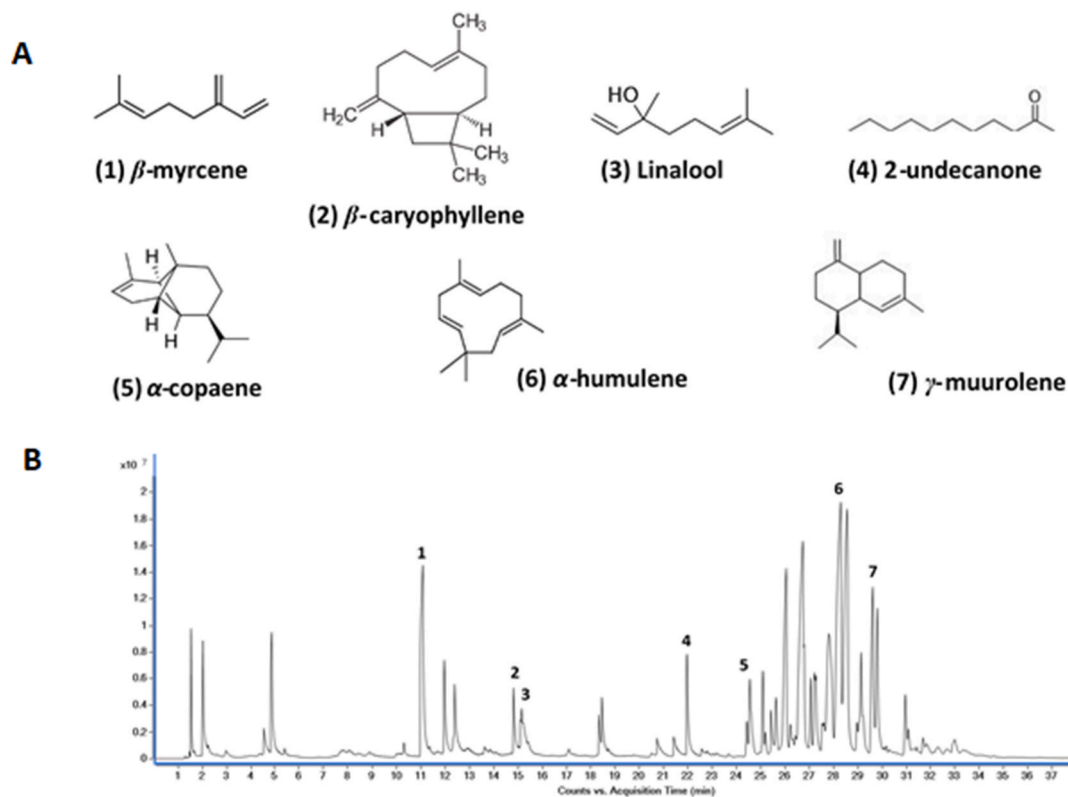 A
CH₃
H₂C
H
H
CH₃
CH₃
HO
O
(1) β-myrcene
(2) β-caryophyllene
(3) Linalool
(4) 2-undecanone
H
H
H
(5) α-copaene
(6) α-humulene
(7) γ-muurolene
B
x10 7
2
1.8
1.6
1.4
1.2
1
0.8
0.6
0.4
0.2
0
1
2
3
4
5
6
7
1 2 3 4 5 6 7 8 9 10 11 12 13 14 15 16 17 18 19 20 21 22 23 24 25 26 27 28 29 30 31 32 33 34 35 36 37
Counts vs. Acquisition Time (min)